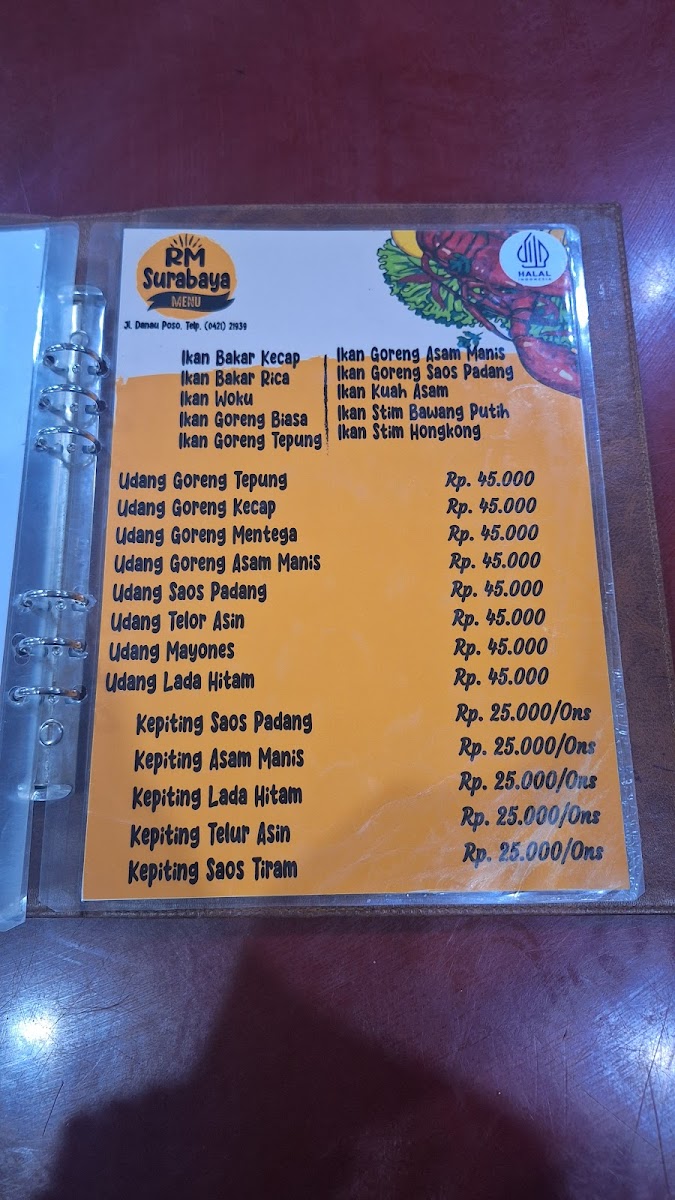 RM
Surabaya
MENU
Jl. Danau Poso, Telp. (0421) 21939
HALAL
INDONESIA
Ikan Bakar Kecap
Ikan Bakar Rica
Ikan Woku
Ikan Goreng Biasa
Ikan Goreng Tepung
Ikan Goreng Asam Manis
Ikan Goreng Saos Padang
Ikan Kuah Asam
Ikan Stim Bawang Putih
Ikan Stim Hongkong
Udang Goreng Tepung Rp. 45.000
Udang Goreng Kecap Rp. 45.000
Udang Goreng Mentega Rp. 45.000
Udang Goreng Asam Manis Rp. 45.000
Udang Saos Padang Rp. 45.000
Udang Telor Asin Rp. 45.000
Udang Mayones Rp. 45.000
Udang Lada Hitam Rp. 45.000
Kepiting Saos Padang Rp. 25.000/Ons
Kepiting Asam Manis Rp. 25.000/Ons
Kepiting Lada Hitam Rp. 25.000/Ons
Kepiting Telur Asin Rp. 25.000/Ons
Kepiting Saos Tiram Rp. 25.000/Ons